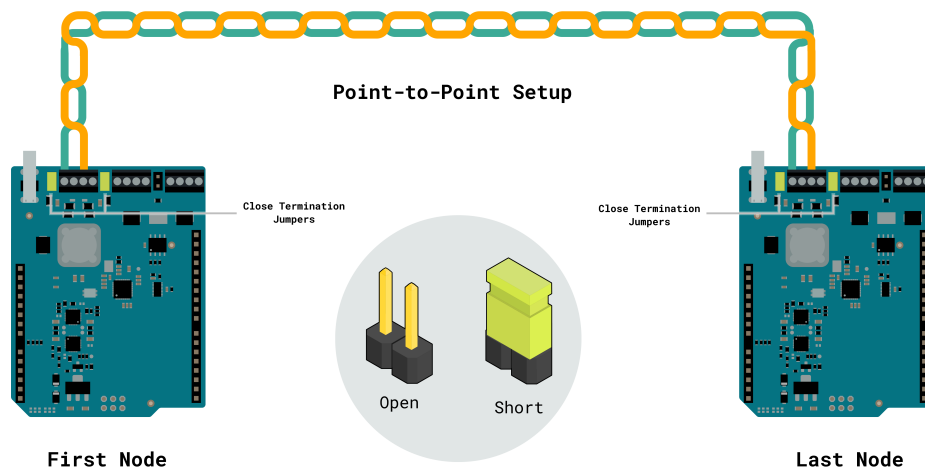 Point-to-Point Setup
Close Termination
Jumpers
Close Termination
Jumpers
Open
Short
First Node
Last Node